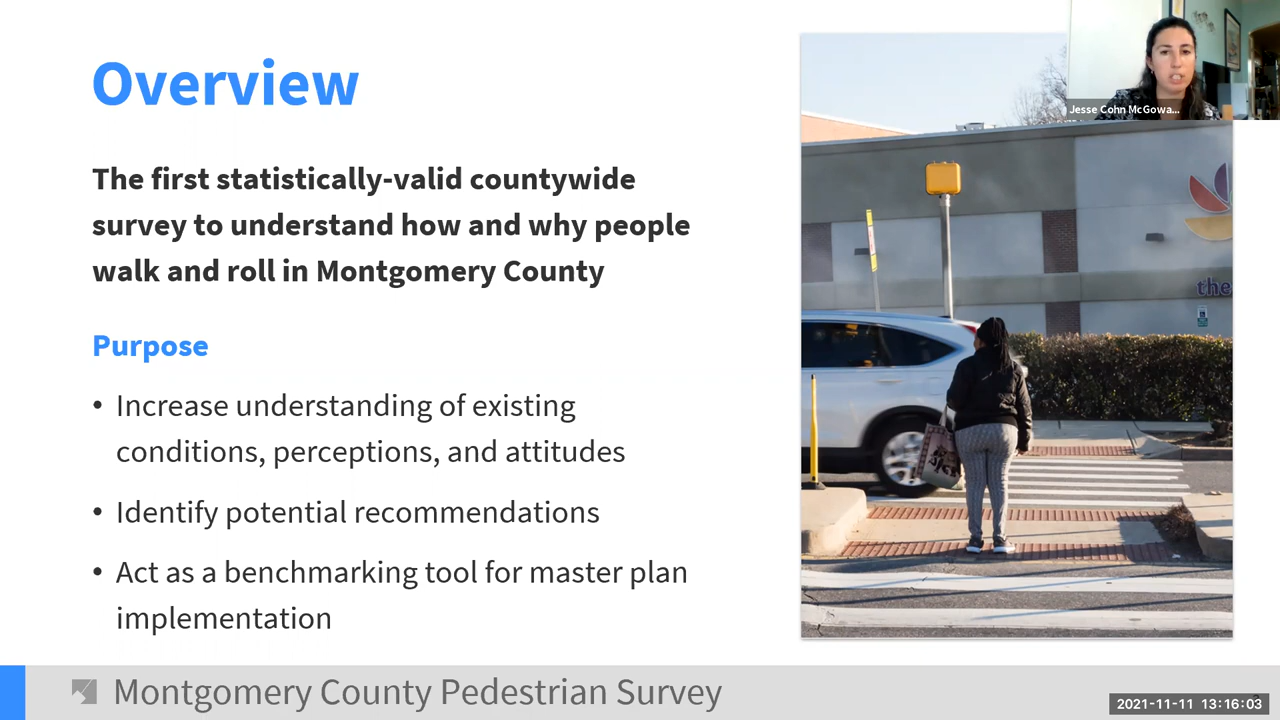 Overview
The first statistically-valid countywide
survey to understand how and why people
walk and roll in Montgomery County
Purpose
• Increase understanding of existing
conditions, perceptions, and attitudes
• Identify potential recommendations
• Act as a benchmarking tool for master plan
implementation
Jesse Cohn McGowa...
the
Montgomery County Pedestrian Survey
2021-11-11 13:16:03